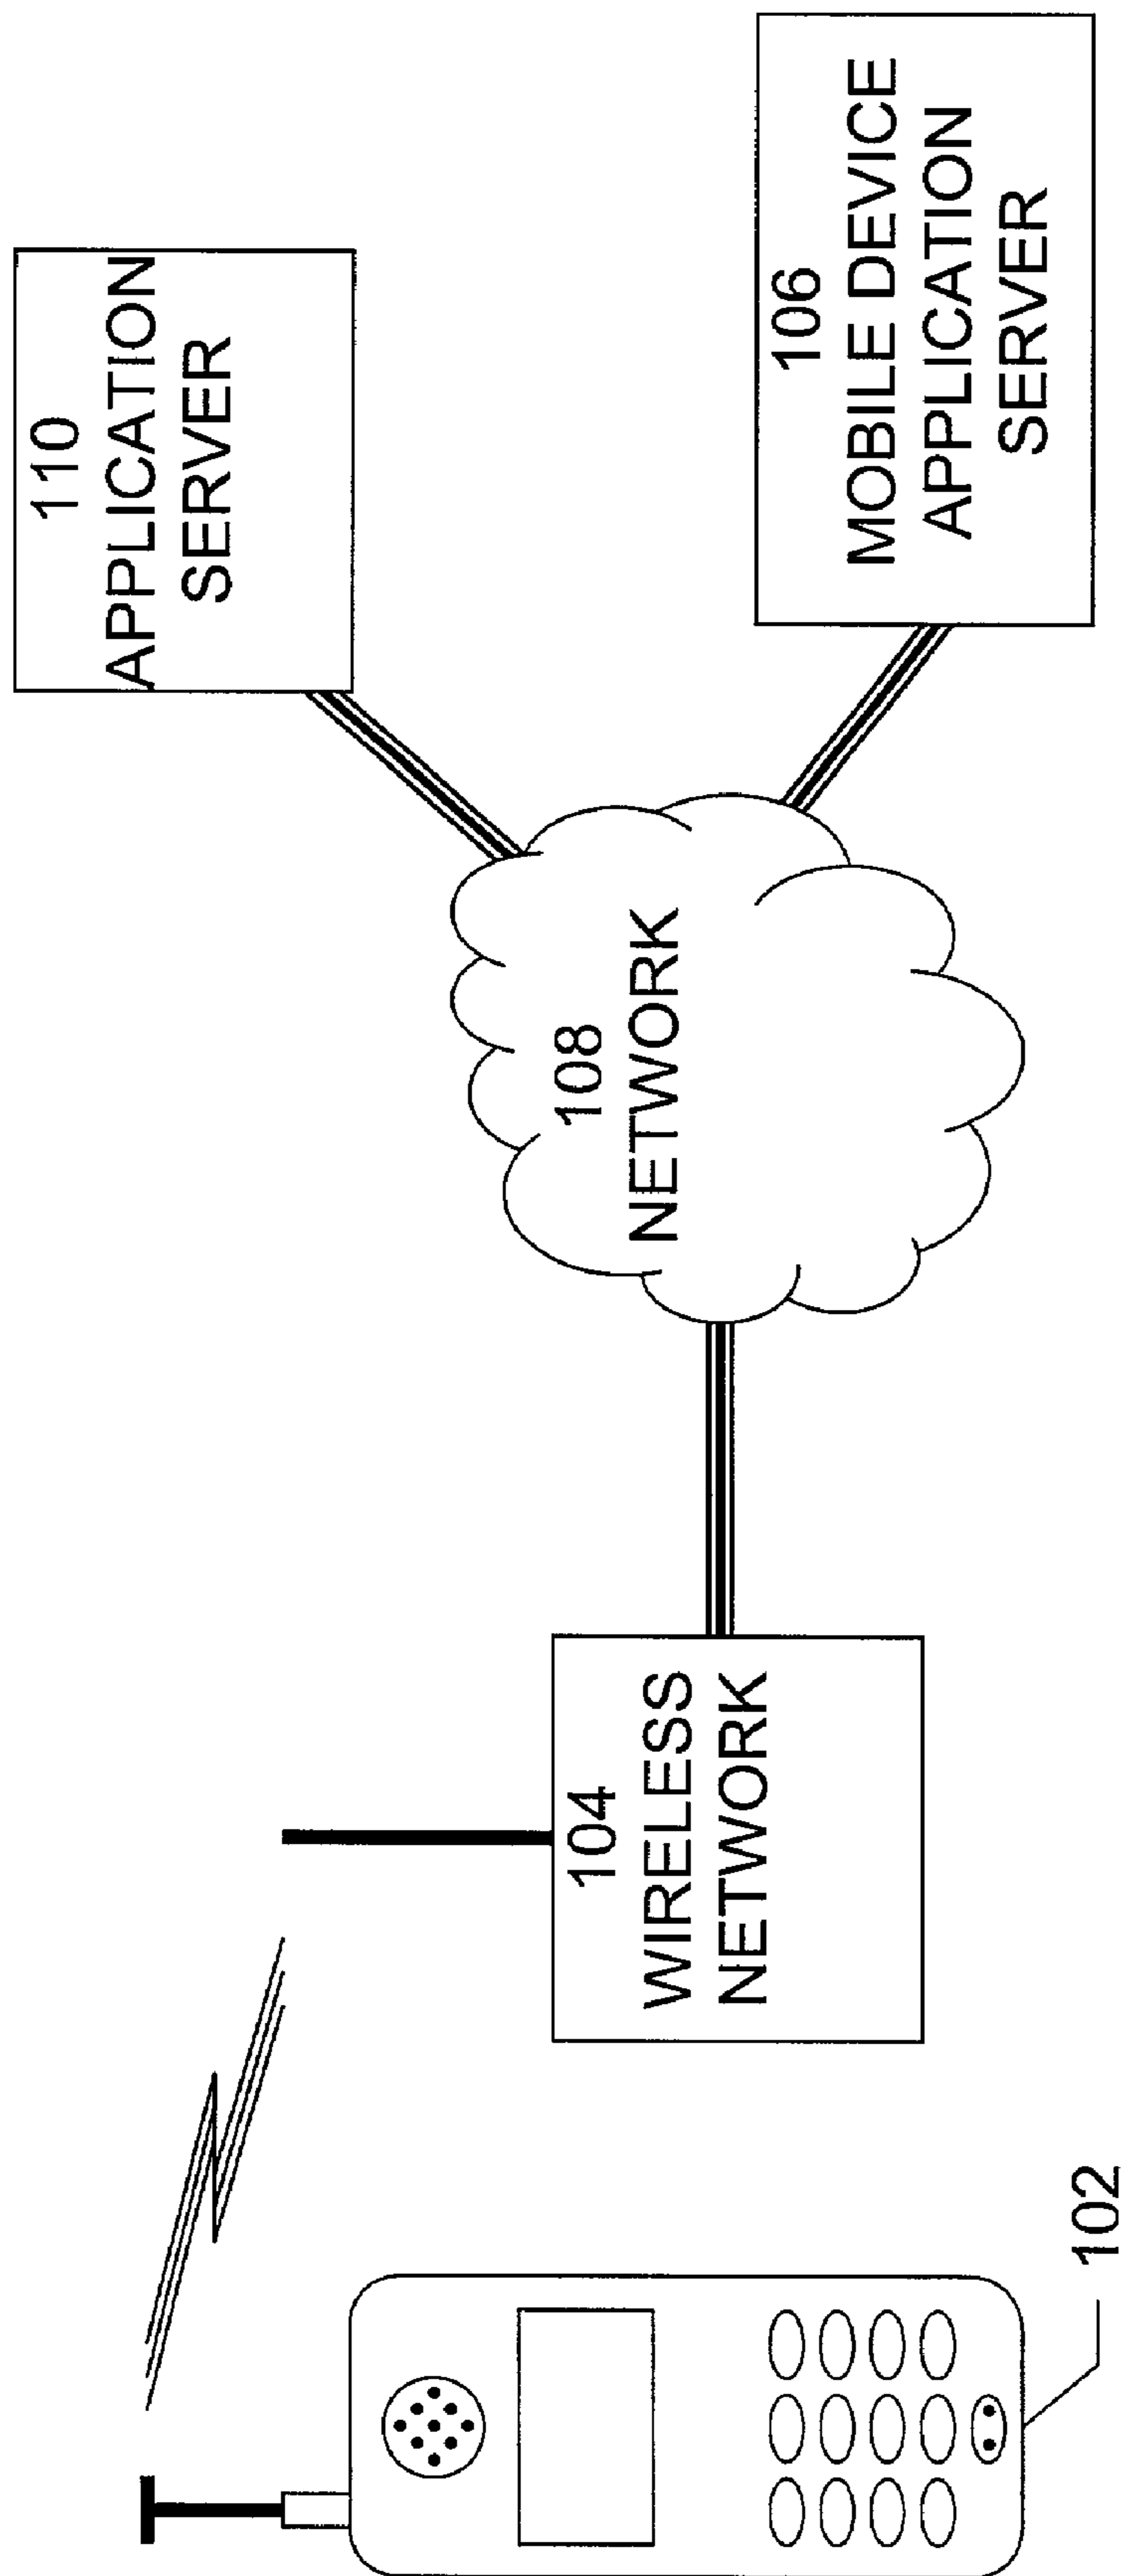 110
APPLICATION
SERVER
106
MOBILE DEVICE
APPLICATION
SERVER
108
NETWORK
104
WIRELESS
NETWORK
102